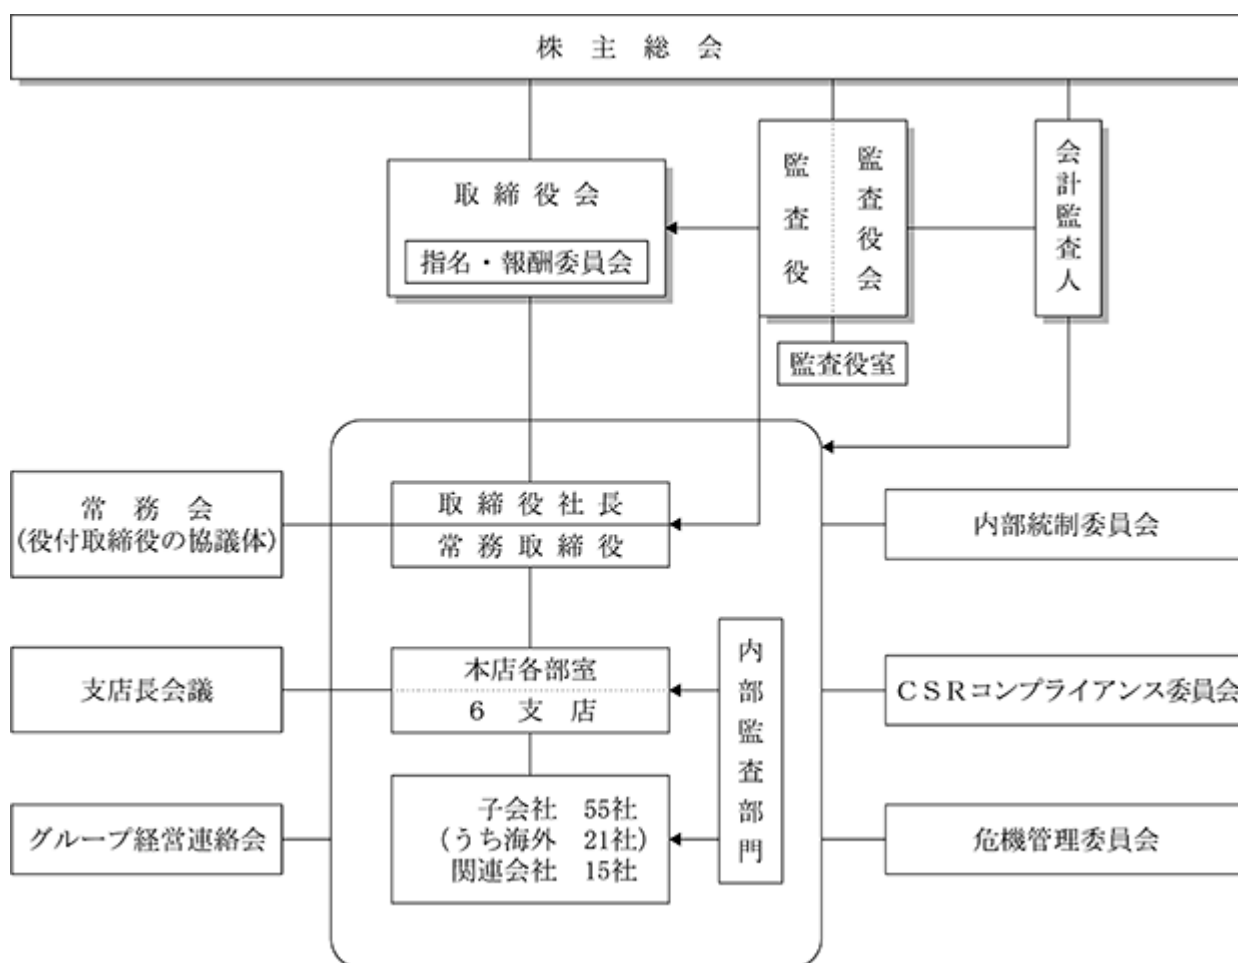 株主総会
取締役会
指名・報酬委員会
監査役
監査役会
会計監査人
監査役室
常務会
(役付取締役の協議体)
取締役社長
常務取締役
内部統制委員会
支店長会議
本店各部室
6 支店
内部監査部門
CSRコンプライアンス委員会
グループ経営連絡会
子会社 55社
(うち海外 21社)
関連会社 15社
危機管理委員会